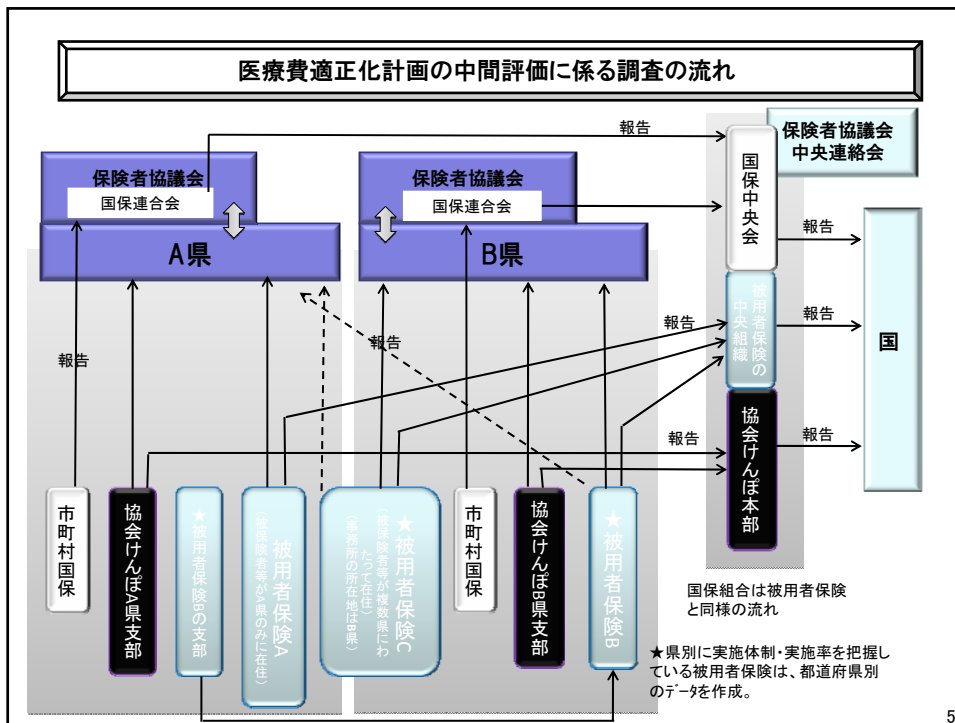 医療費適正化計画の中間評価に係る調査の流れ
報告
保険者協議会
中央連絡会
保険者協議会
国保連合会
A県
保険者協議会
国保連合会
B県
国保中央会
報告
被用者保険の
中央組織
報告
報告
国
報告
報告
報告
協会けんぽ本部
報告
市町村国保
協会けんぽA県支部
★被用者保険Bの支部
被用者保険A
(被保険者等がA県のみに在住)
★被用者保険C
(被保険者等が複数県にわ
たって在住)
(事務所の所在地はB県)
市町村国保
協会けんぽB県支部
★被用者保険B
国保組合は被用者保険
と同様の流れ
★県別に実施体制・実施率を把握し
ている被用者保険は、都道府県別
のデータを作成。
5